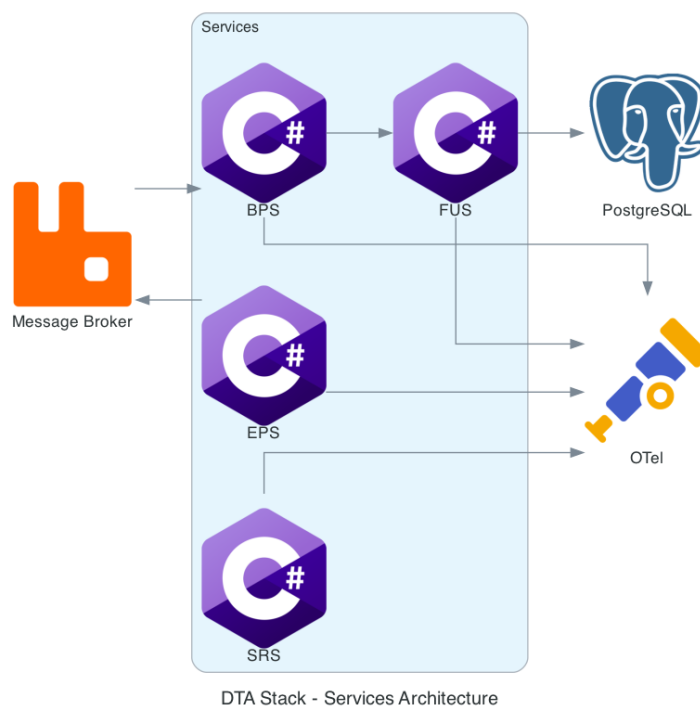 Services
C#
C#
BPS
FUS
PostgreSQL
Message Broker
C#
EPS
OTel
C#
SRS
DTA Stack - Services Architecture